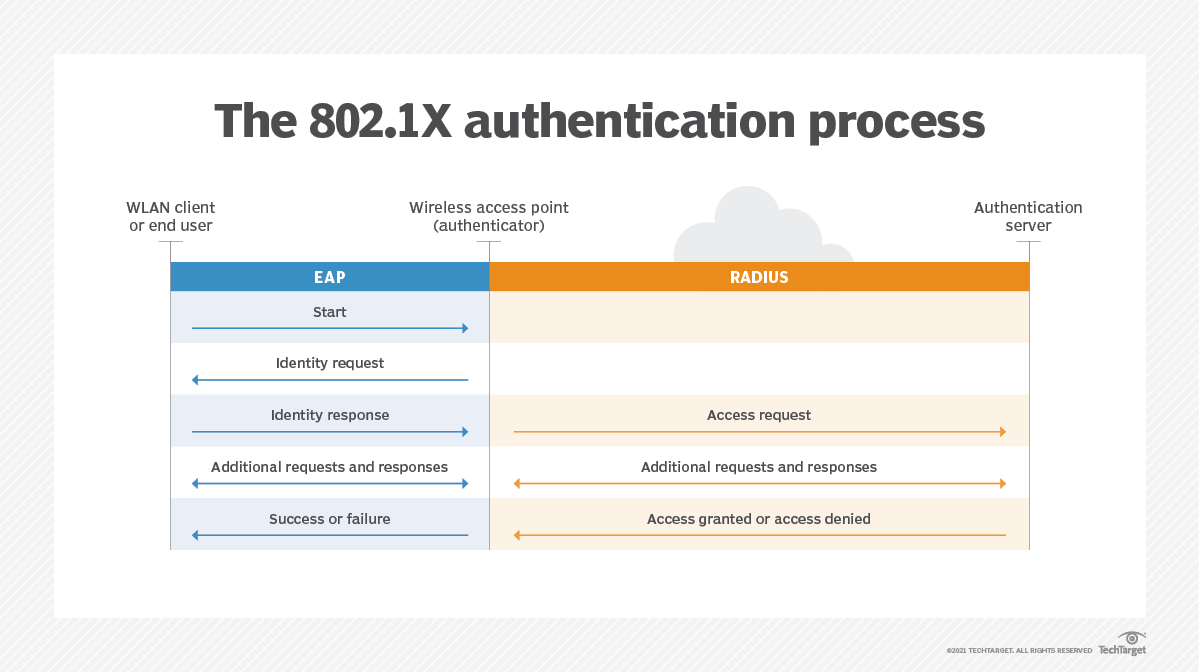 The 802.1X authentication process
WLAN client
or end user
Wireless access point
(authenticator)
Authentication
server
EAP
RADIUS
Start
Identity request
Identity response
Access request
Additional requests and responses
Additional requests and responses
Success or failure
Access granted or access denied
©2021 TECHTARGET. ALL RIGHTS RESERVED
TechTarget